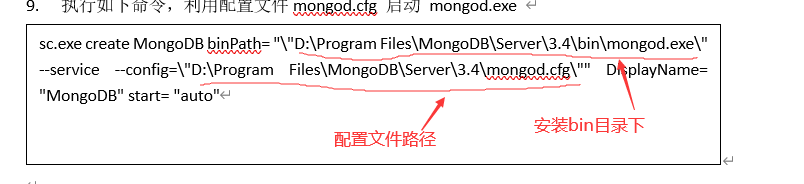 9. 执行如下命令，利用配置文件 mongod.cfg 启动 mongod.exe
sc.exe create MongoDB binPath= "\"D:\Program Files\MongoDB\Server\3.4\bin\mongod.exe\"
--service --config=\"D:\Program Files\MongoDB\Server\3.4\mongod.cfg\"" DisplayName=
"MongoDB" start= "auto"
配置文件路径
安装bin目录下